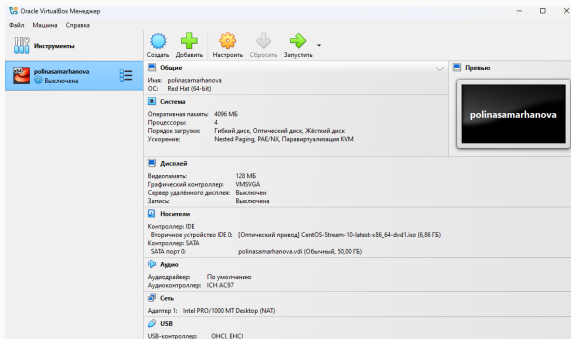 Oracle VirtualBox Менеджер
Файл Машина Справка
Инструменты
Создать Добавить Настроить Сбросить Запустить
polinasamarhanova
Выключена
Общие
Имя: polinasamarhanova
ОС: Red Hat (64-bit)
Превью
polinasamarhanova
Система
Оперативная память: 4096 МБ
Процессоры: 4
Порядок загрузки: Гибкий диск, Оптический диск, Жёсткий диск
Ускорение: Nested Paging, PAE/NX, Паравиртуализация KVM
Дисплей
Видеопамять: 128 МБ
Графический контроллер: VMSVGA
Сервер удалённого дисплея: Выключен
Запись: Выключена
Носители
Контроллер: IDE
Вторичное устройство IDE 0: [Оптический привод] CentOS-Stream-10-latest-x86_64-dvd1.iso (6,86 ГБ)
Контроллер: SATA
SATA порт 0: polinasamarhanova.vdi (Обычный, 50,00 ГБ)
Аудио
Аудиодрайвер: По умолчанию
Аудиоконтроллер: ICH AC97
Сеть
Адаптер 1: Intel PRO/1000 MT Desktop (NAT)
USB
USB-контроллер: OHCI, EHCI